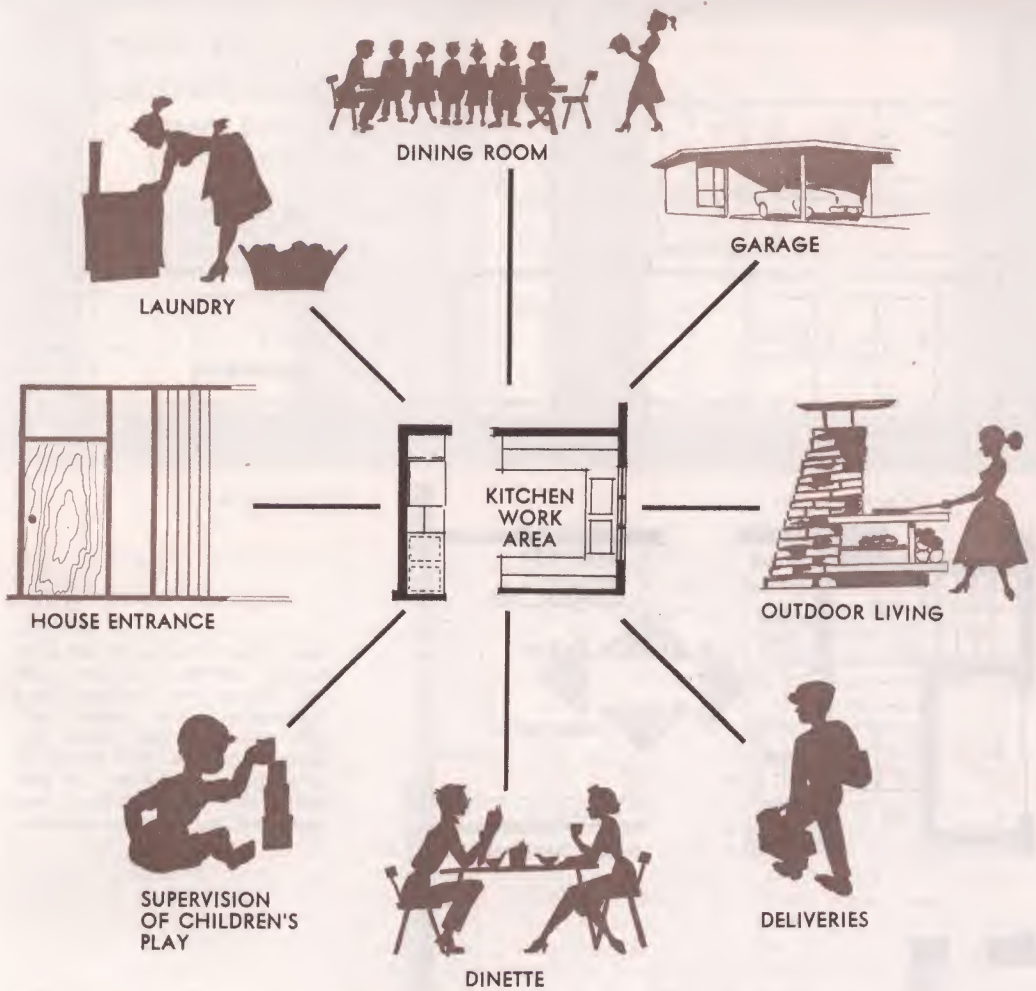 DINING ROOM
GARAGE
LAUNDRY
KITCHEN
WORK
AREA
HOUSE ENTRANCE
OUTDOOR LIVING
SUPERVISION
OF CHILDREN'S
PLAY
DELIVERIES
DINETTE